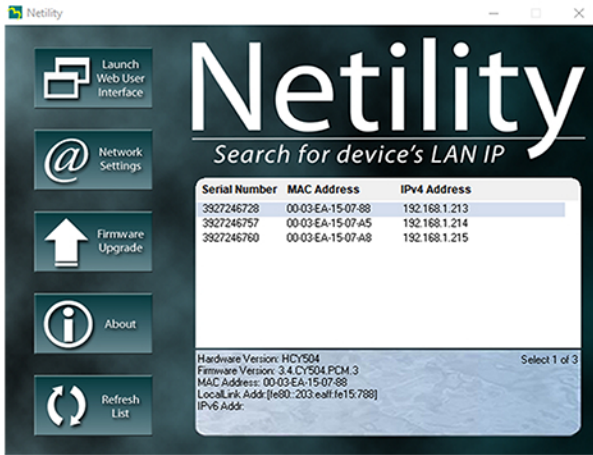 Netility
Netility
Search for device's LAN IP
Launch
Web User
Interface
Network
Settings
Firmware
Upgrade
About
Refresh
List
Serial Number MAC Address IPv4 Address
3927246728 00-03-EA-15-07-88 192.168.1.213
3927246757 00-03-EA-15-07-A5 192.168.1.214
3927246760 00-03-EA-15-07-A8 192.168.1.215
Hardware Version: HCY504 Select 1 of 3
Firmware Version: 3.4.CY504.PCM.3
MAC Address: 00-03-EA-15-07-88
LocalLink Addr:[fe80::203:eaff:fe15:788]
IPv6 Addr: